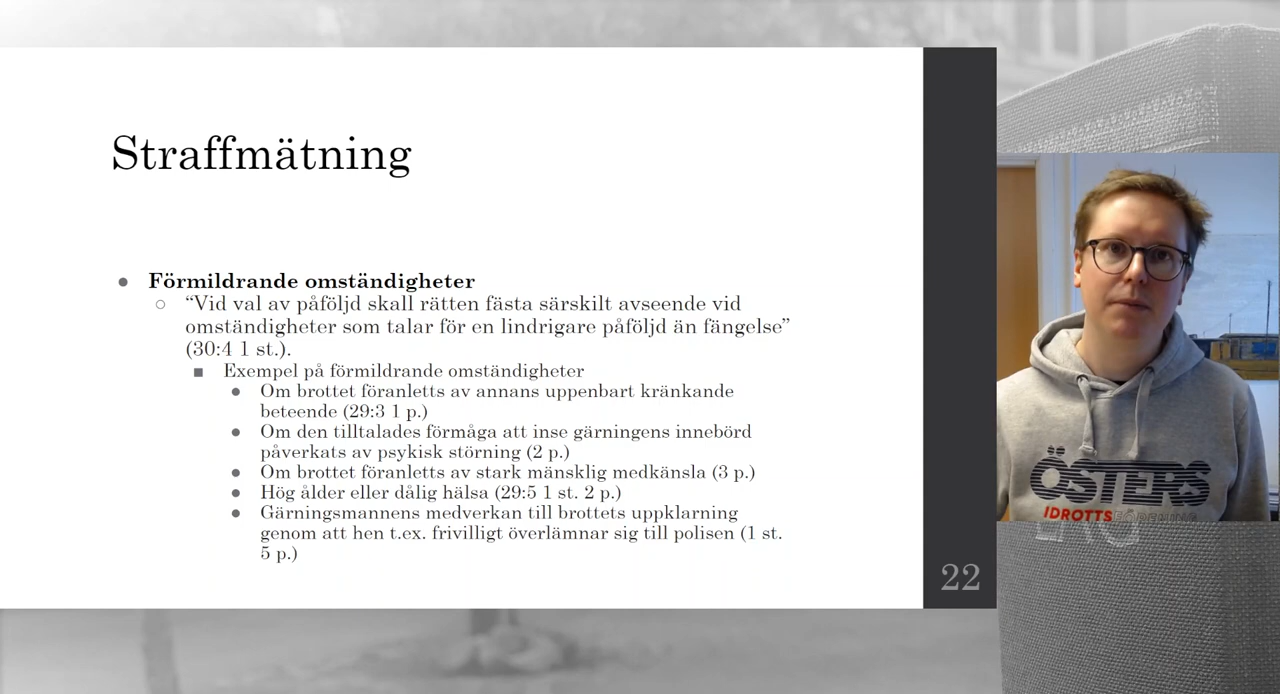 Straffmätning
● Förmildrande omständigheter
○ “Vid val av påföljd skall rätten fästa särskilt avseende vid
omständigheter som talar för en lindrigare påföljd än fängelse”
(30:4 1 st.).
■ Exempel på förmildrande omständigheter
● Om brottet föranletts av annans uppenbart kränkande
beteende (29:3 1 p.)
● Om den tilltalades förmåga att inse gärningens innebörd
påverkats av psykisk störning (2 p.)
● Om brottet föranletts av stark mänsklig medkänsla (3 p.)
● Hög ålder eller dålig hälsa (29:5 1 st. 2 p.)
● Gärningsmannens medverkan till brottets uppklarning
genom att hen t.ex. frivilligt överlämnar sig till polisen (1 st.
5 p.)
22
ÖSTERS
IDROTTSFÖRENING